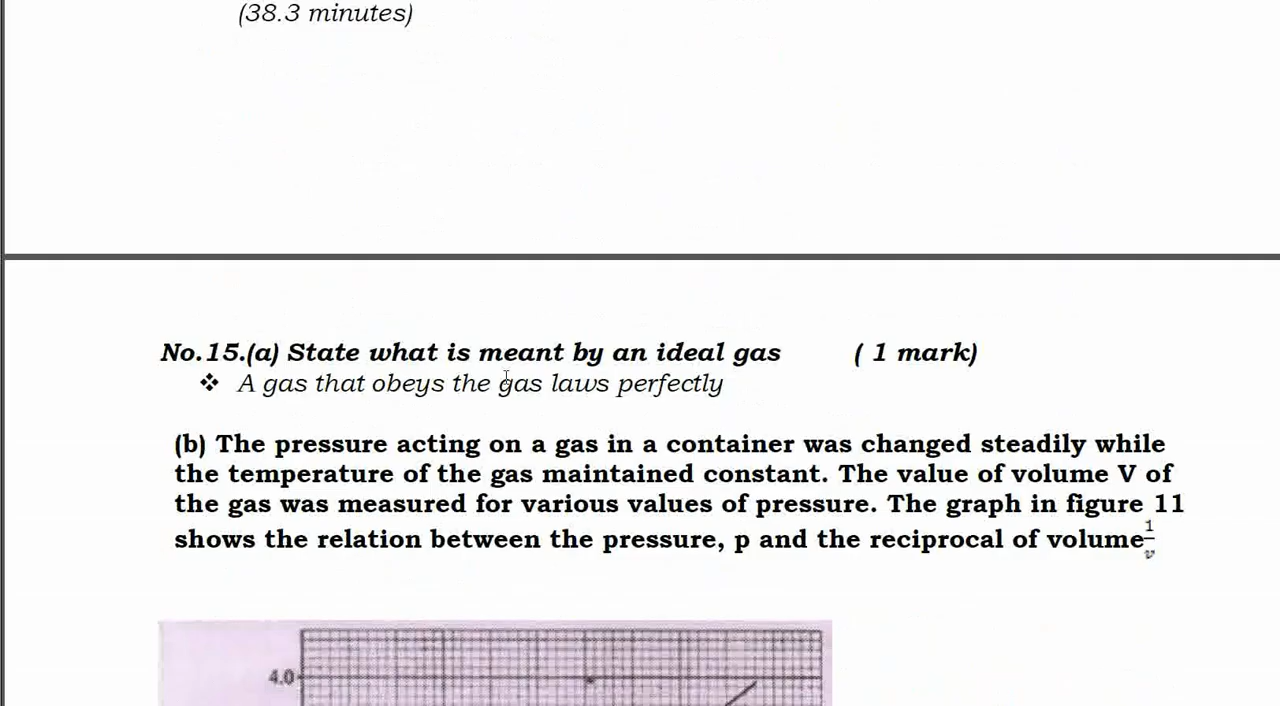 (38.3 minutes)
No.15.(a) State what is meant by an ideal gas ( 1 mark)
❖ A gas that obeys the gas laws perfectly
(b) The pressure acting on a gas in a container was changed steadily while
the temperature of the gas maintained constant. The value of volume V of
the gas was measured for various values of pressure. The graph in figure 11
shows the relation between the pressure, p and the reciprocal of volume 1/v
4.0